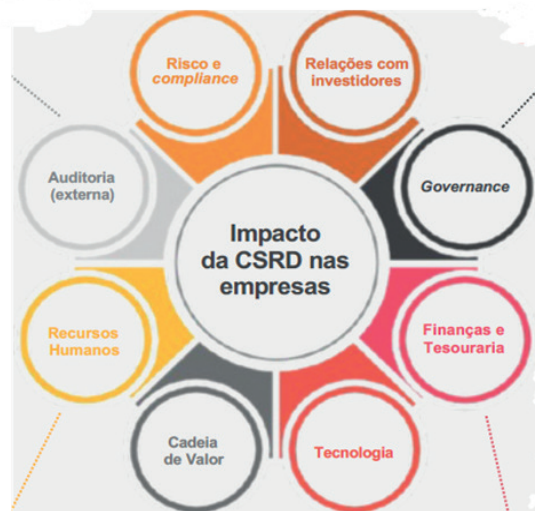 Risco e
compliance
Relações com
investidores
Auditoria
(externa)
Governance
Impacto
da CSRD nas
empresas
Recursos
Humanos
Finanças e
Tesouraria
Cadeia
de Valor
Tecnologia